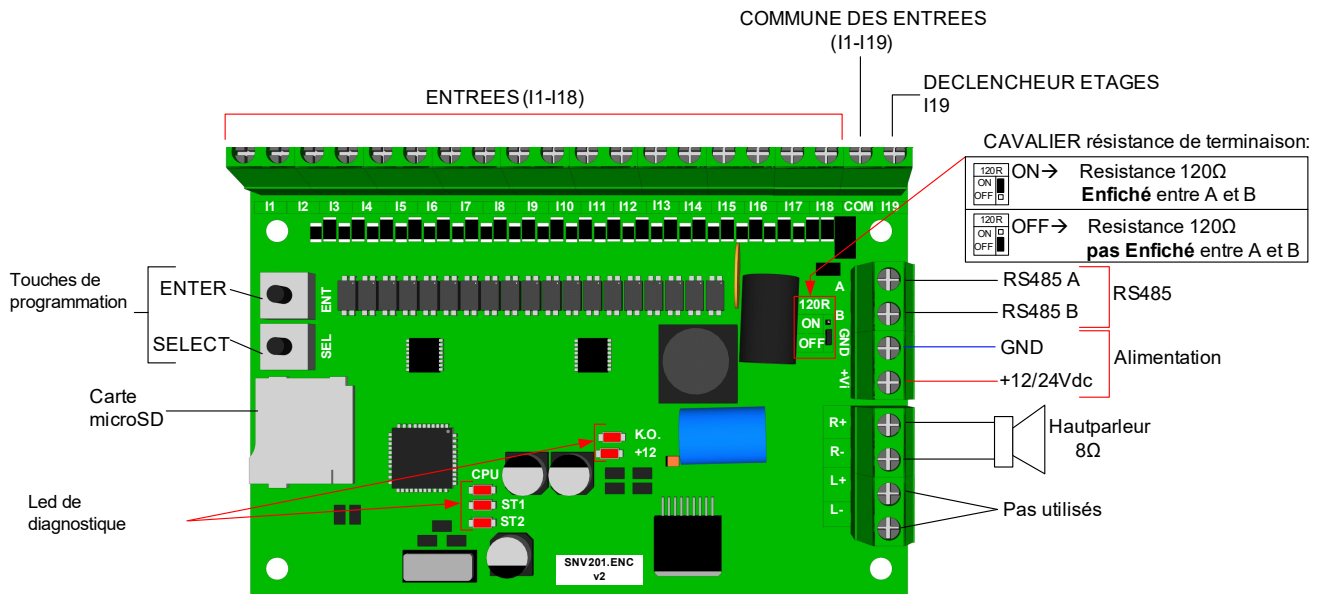 COMMUNE DES ENTREES
(I1-I19)
DECLENCHEUR ETAGES
I19
ENTREES (I1-I18)
CAVALIER résistance de terminaison:
120R
ON
OFF
ON→ Resistance 120Ω
Enfiché entre A et B
120R
ON
OFF
OFF→ Resistance 120Ω
pas Enfiché entre A et B
I1 I2 I3 I4 I5 I6 I7 I8 I9 I10 I11 I12 I13 I14 I15 I16 I17 I18 COM I19
Touches de
programmation
ENTER
SELECT
ENT
SEL
Carte
microSD
Led de
diagnostique
120R
ON
OFF
A
B
GND
+Vi
RS485 A
RS485 B
RS485
GND
+12/24Vdc
Alimentation
R+
R-
L+
L-
Hautparleur
8Ω
Pas utilisés
K.O.
+12
CPU
ST1
ST2
SNV201.ENC
v2